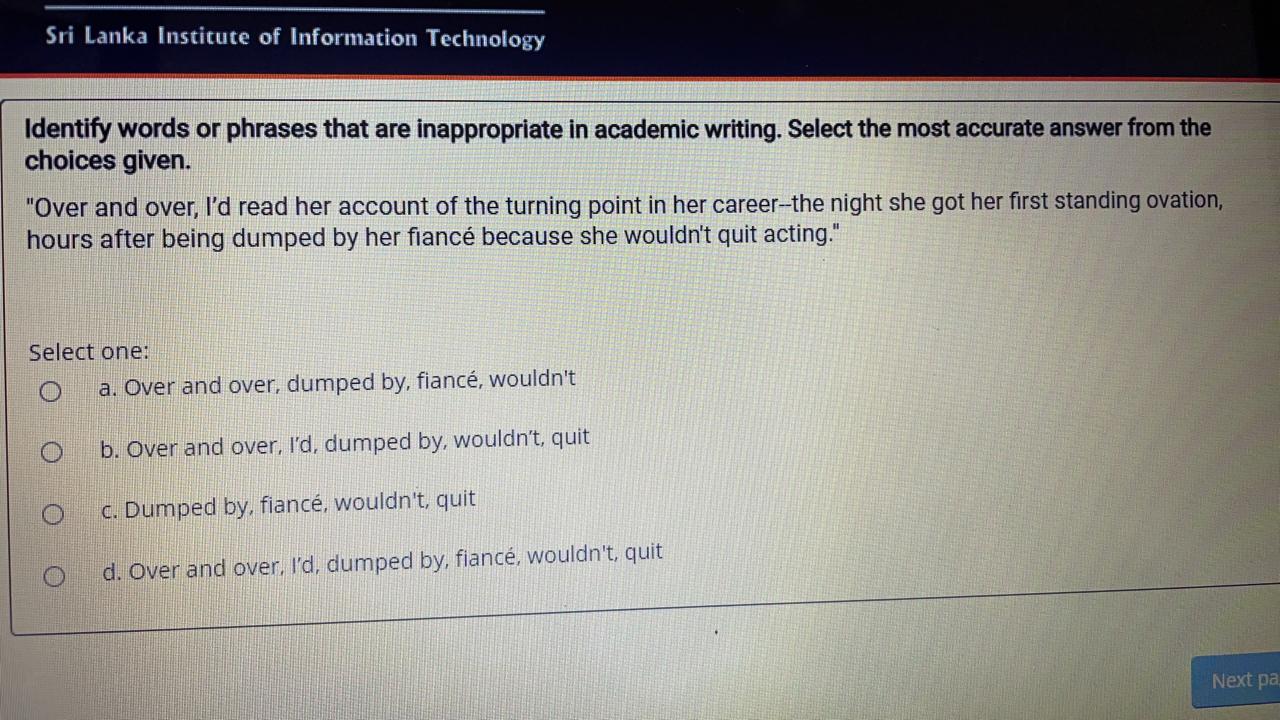 Sri Lanka Institute of Information Technology
Identify words or phrases that are inappropriate in academic writing. Select the most accurate answer from the
choices given.
"Over and over, I'd read her account of the turning point in her career--the night she got her first standing ovation,
hours after being dumped by her fiancé because she wouldn't quit acting."
Select one:
a. Over and over, dumped by, fiancé, wouldn't
b. Over and over, I'd, dumped by, wouldn't, quit
c. Dumped by, fiancé, wouldn't, quit
d. Over and over, I'd, dumped by, fiancé, wouldn't, quit
Next pa